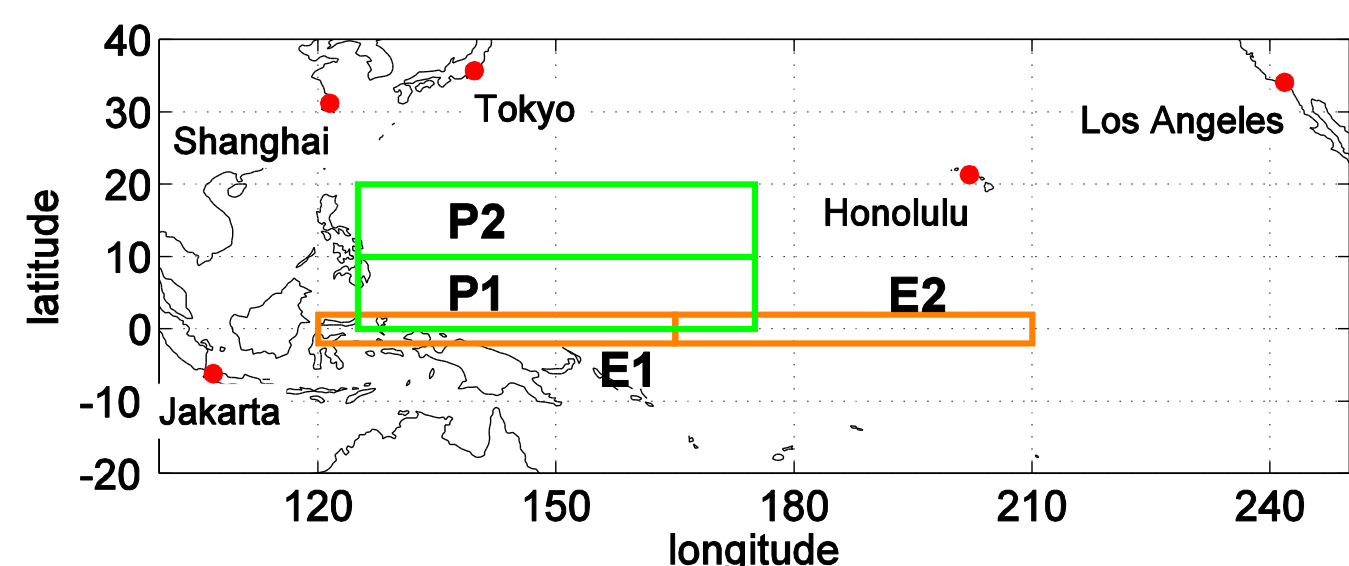 40
30
20
10
0
-10
-20
latitude
Tokyo
Shanghai
Los Angeles
Honolulu
P2
P1
E2
E1
Jakarta
120 150 180 210 240
longitude